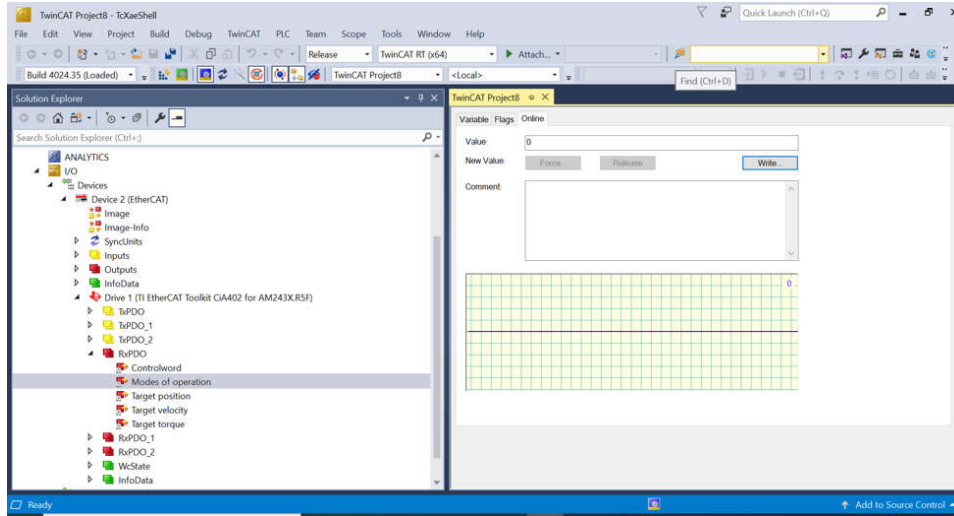 TwinCAT Project8 - TcXaeShell
Quick Launch (Ctrl+Q)
File Edit View Project Build Debug TwinCAT PLC Team Scope Tools Window Help
Release TwinCAT RT (x64) Attach...
Build 4024.35 (Loaded) TwinCAT Project8 <Local>
Find (Ctrl+D)
Solution Explorer
Search Solution Explorer (Ctrl+;)
ANALYTICS
I/O
Devices
Device 2 (EtherCAT)
Image
Image-Info
SyncUnits
Inputs
Outputs
InfoData
Drive 1 (TI EtherCAT Toolkit CiA402 for AM243X.R5F)
TxPDO
TxPDO_1
TxPDO_2
RxPDO
Controlword
Modes of operation
Target position
Target velocity
Target torque
RxPDO_1
RxPDO_2
WcState
InfoData
TwinCAT Project8
Variable Flags Online
Value: 0
New Value: Force... Release Write...
Comment:
0
Ready
Add to Source Control